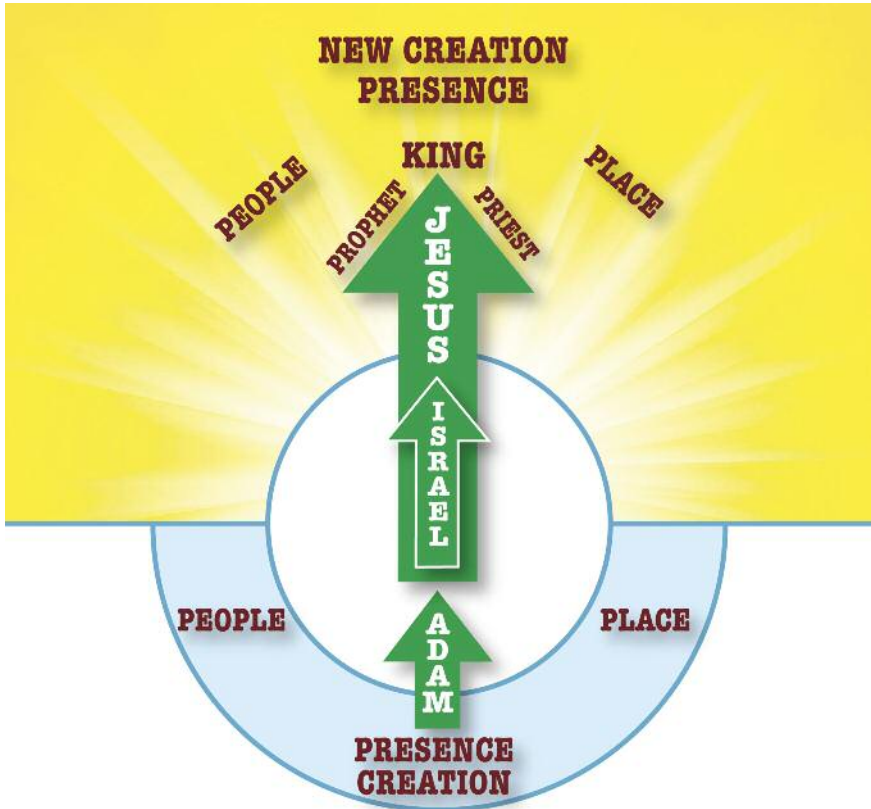 NEW CREATION
PRESENCE
KING
PEOPLE
PROPHET
PRIEST
PLACE
JESUS
ISRAEL
PEOPLE
ADAM
PLACE
PRESENCE
CREATION